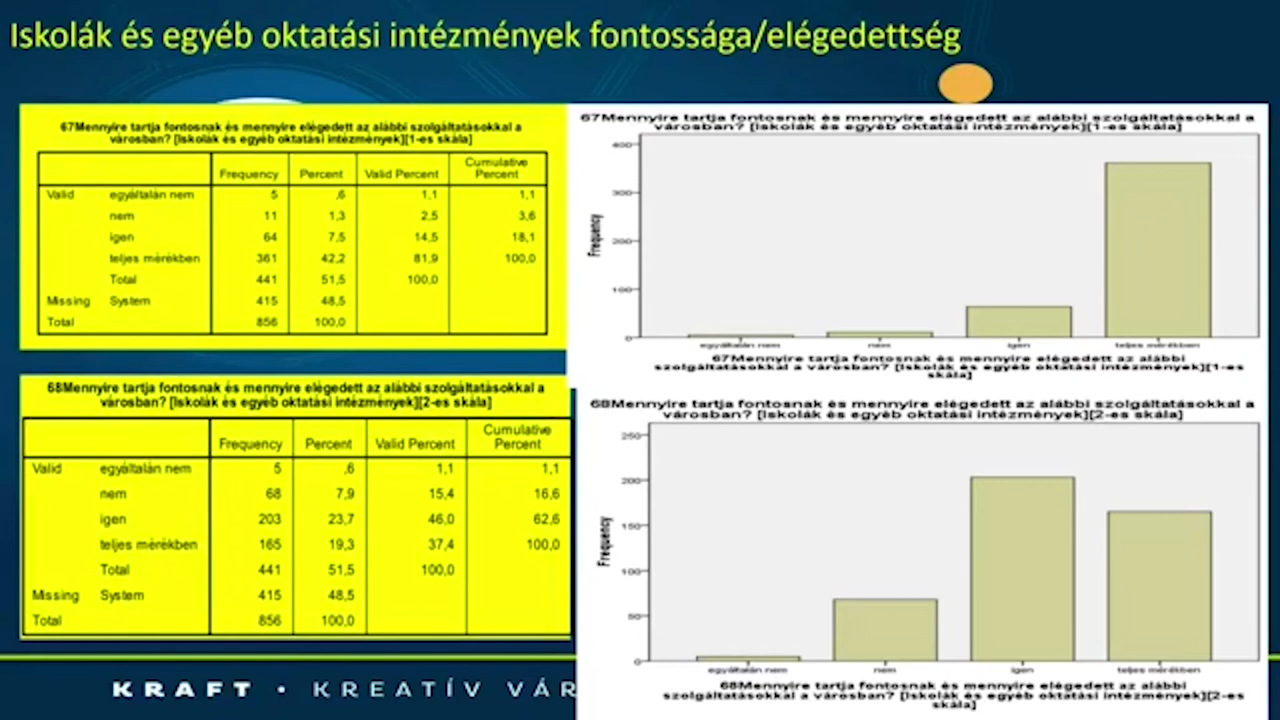 Iskolák és egyéb oktatási intézmények fontossága/elégedettség
67Mennyire tartja fontosnak és mennyire elégedett az alábbi szolgáltatásokkal a
városban? [Iskolák és egyéb oktatási intézmények][1-es skála]
Frequency Percent Valid Percent Cumulative Percent
Valid egyáltalán nem 5 ,6 1,1 1,1
nem 11 1,3 2,5 3,6
igen 64 7,5 14,5 18,1
teljes mérékben 361 42,2 81,9 100,0
Total 441 51,5 100,0
Missing System 415 48,5
Total 856 100,0
68Mennyire tartja fontosnak és mennyire elégedett az alábbi szolgáltatásokkal a
városban? [Iskolák és egyéb oktatási intézmények][2-es skála]
Frequency Percent Valid Percent Cumulative Percent
Valid egyáltalán nem 5 ,6 1,1 1,1
nem 68 7,9 15,4 16,6
igen 203 23,7 46,0 62,6
teljes mérékben 165 19,3 37,4 100,0
Total 441 51,5 100,0
Missing System 415 48,5
Total 856 100,0
67Mennyire tartja fontosnak és mennyire elégedett az alábbi szolgáltatásokkal a
városban? [Iskolák és egyéb oktatási intézmények][1-es skála]
Frequency
400
300
200
100
0
egyáltalán nem nem igen teljes mérékben
67Mennyire tartja fontosnak és mennyire elégedett az alábbi
szolgáltatásokkal a városban? [Iskolák és egyéb oktatási intézmények][1-es
skála]
68Mennyire tartja fontosnak és mennyire elégedett az alábbi szolgáltatásokkal a
városban? [Iskolák és egyéb oktatási intézmények][2-es skála]
Frequency
250
200
150
100
50
0
egyáltalán nem nem igen teljes mérékben
68Mennyire tartja fontosnak és mennyire elégedett az alábbi
szolgáltatásokkal a városban? [Iskolák és egyéb oktatási intézmények][2-es
skála]
KRAFT • KREATÍV VÁR